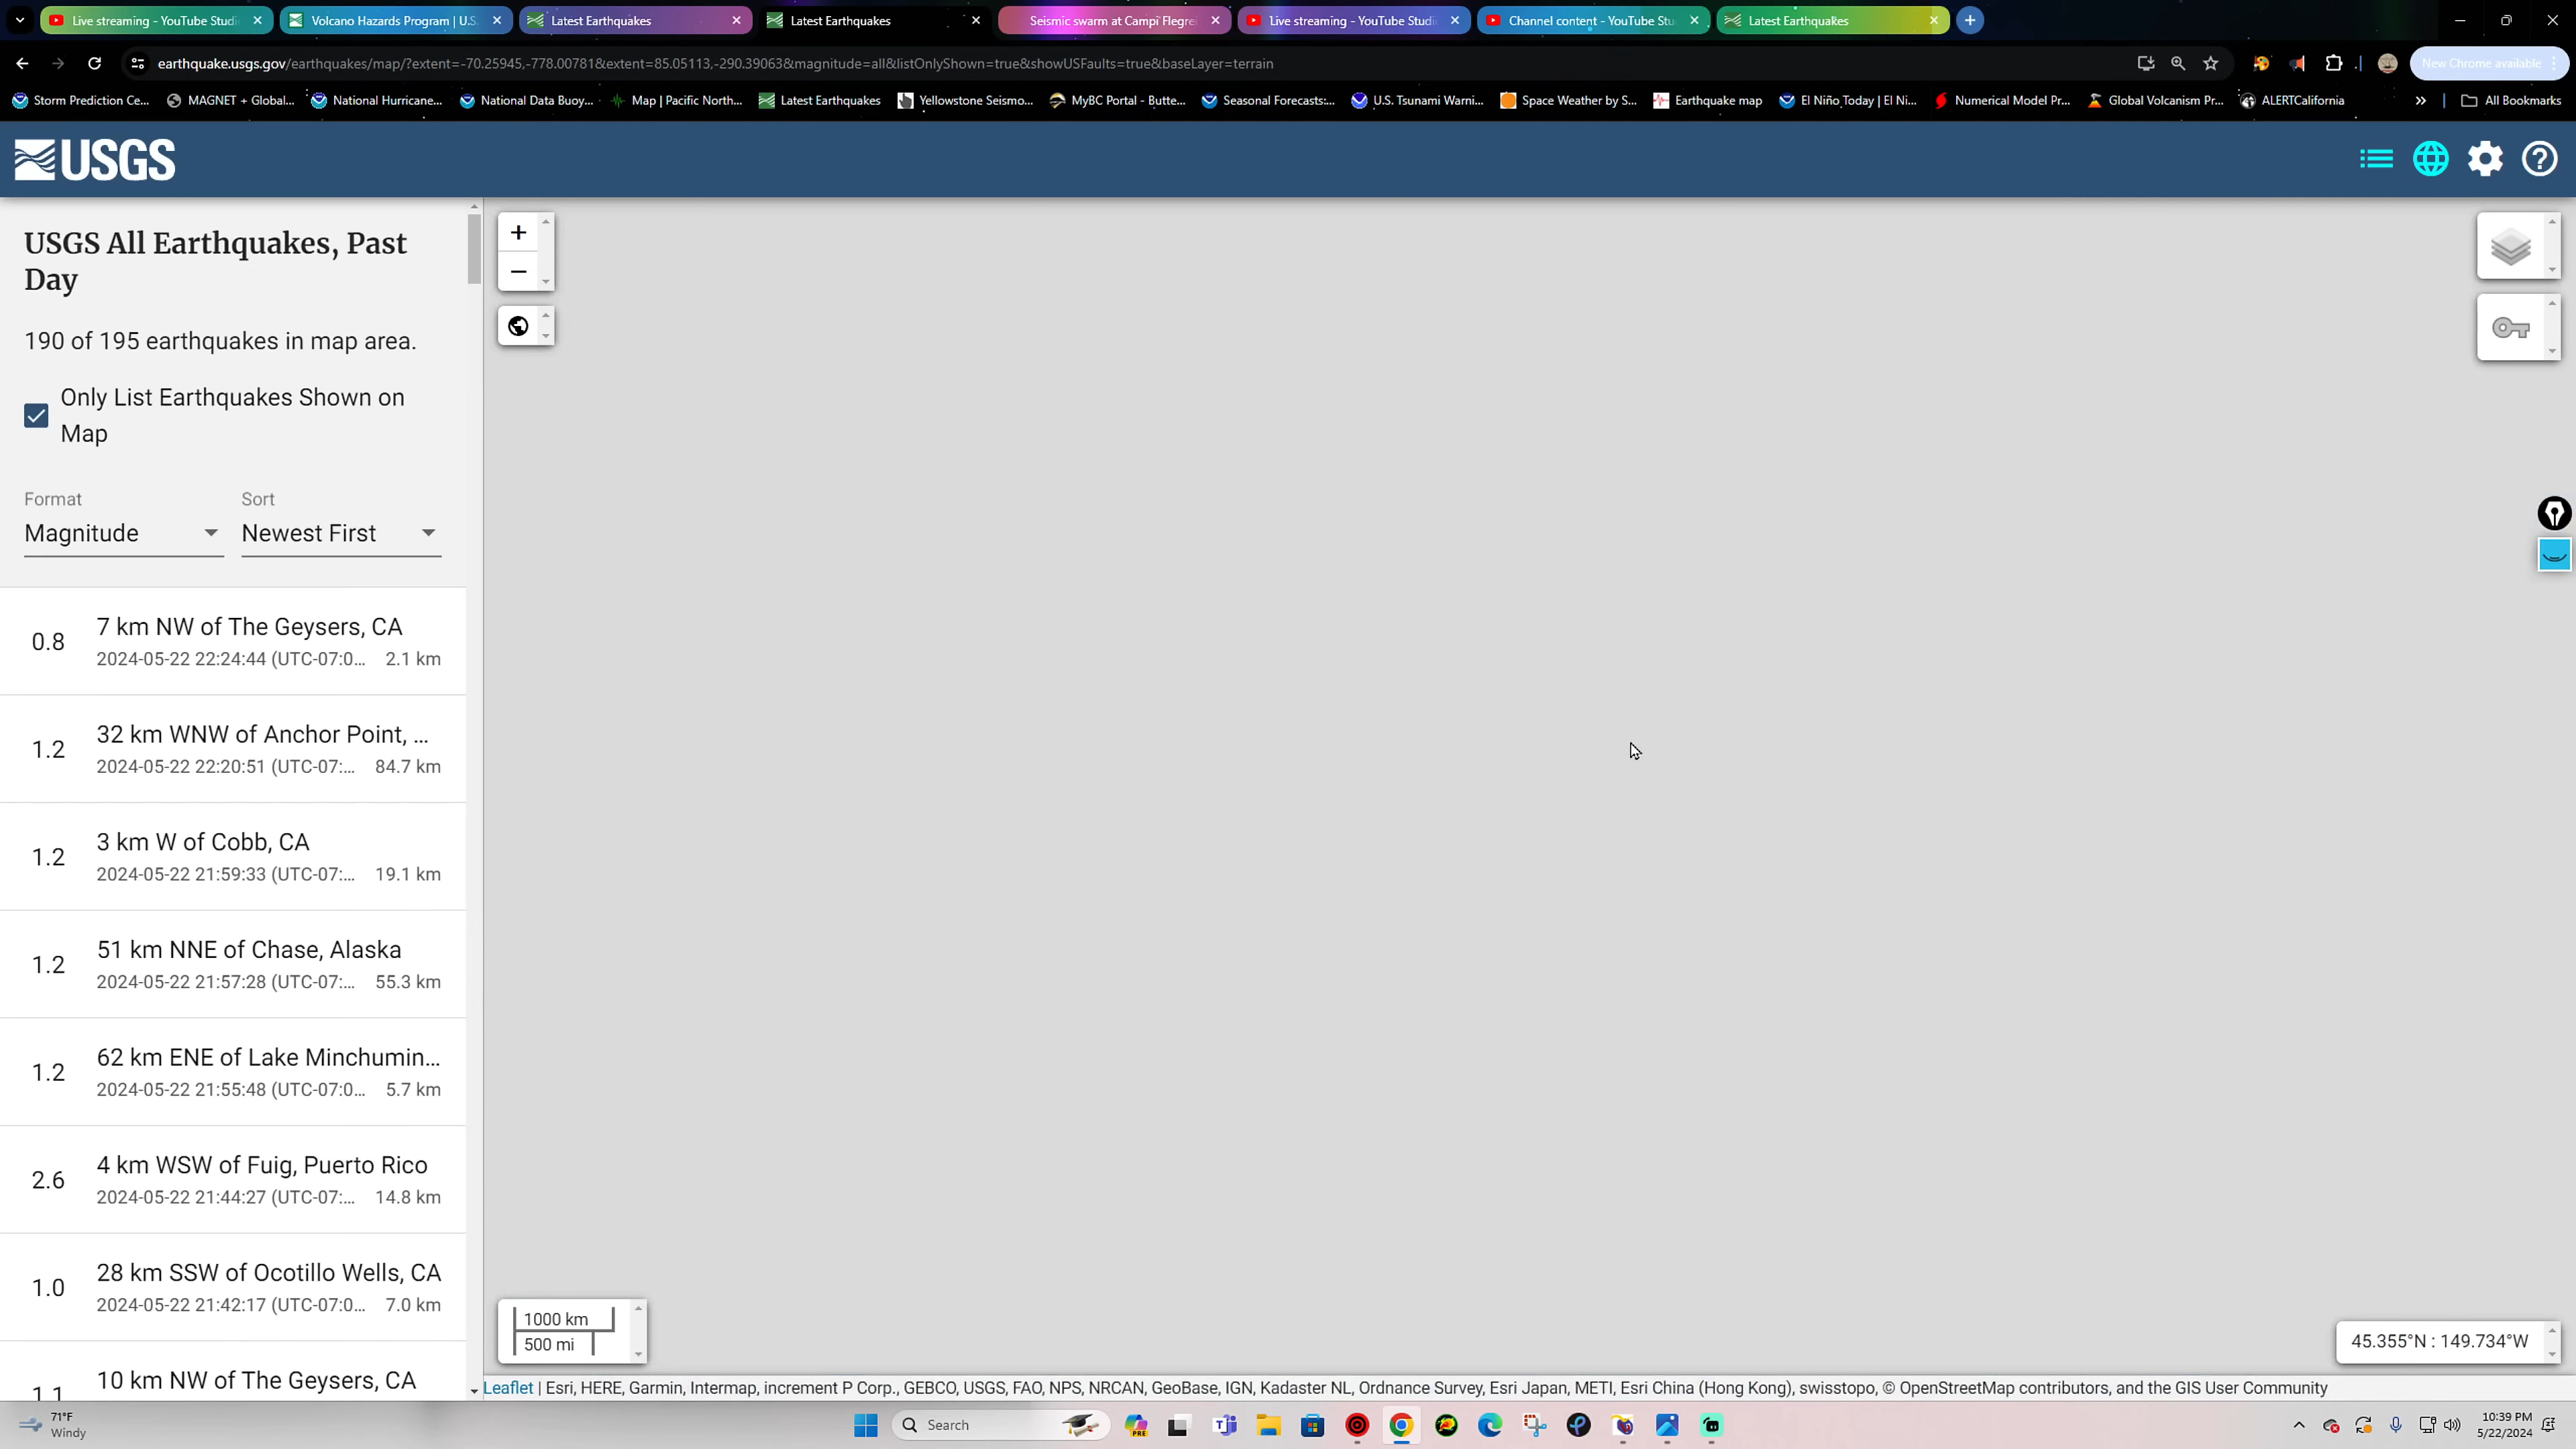 Live streaming - YouTube Studi
Volcano Hazards Program | U.S.
Latest Earthquakes
Latest Earthquakes
Seismic swarm at Campi Flegrei
Live streaming - YouTube Studi
Channel content - YouTube Stu
Latest Earthquakes
earthquake.usgs.gov/earthquakes/map/?extent=-70.25945,-778.00781&extent=85.05113,-290.39063&magnitude=all&listOnlyShown=true&showUSFaults=true&baseLayer=terrain
New Chrome available
Storm Prediction Ce...
MAGNET + Global...
National Hurricane...
National Data Buoy...
Map | Pacific North...
Latest Earthquakes
Yellowstone Seismo...
MyBC Portal - Butte...
Seasonal Forecasts:...
U.S. Tsunami Warni...
Space Weather by S...
Earthquake map
El Niño Today | El Ni...
Numerical Model Pr...
Global Volcanism Pr...
ALERTCalifornia
All Bookmarks
USGS
USGS All Earthquakes, Past
Day
190 of 195 earthquakes in map area.
Only List Earthquakes Shown on
Map
Format
Sort
Magnitude
Newest First
0.8
7 km NW of The Geysers, CA
2024-05-22 22:24:44 (UTC-07:0...
2.1 km
1.2
32 km WNW of Anchor Point, ...
2024-05-22 22:20:51 (UTC-07:...
84.7 km
1.2
3 km W of Cobb, CA
2024-05-22 21:59:33 (UTC-07:...
19.1 km
1.2
51 km NNE of Chase, Alaska
2024-05-22 21:57:28 (UTC-07:...
55.3 km
1.2
62 km ENE of Lake Minchumin...
2024-05-22 21:55:48 (UTC-07:0...
5.7 km
2.6
4 km WSW of Fuig, Puerto Rico
2024-05-22 21:44:27 (UTC-07:...
14.8 km
1.0
28 km SSW of Ocotillo Wells, CA
2024-05-22 21:42:17 (UTC-07:0...
7.0 km
1.1
10 km NW of The Geysers, CA
1000 km
500 mi
45.355°N : 149.734°W
Leaflet | Esri, HERE, Garmin, Intermap, increment P Corp., GEBCO, USGS, FAO, NPS, NRCAN, GeoBase, IGN, Kadaster NL, Ordnance Survey, Esri Japan, METI, Esri China (Hong Kong), swisstopo, © OpenStreetMap contributors, and the GIS User Community
71°F
Windy
Search
PRE
10:39 PM
5/22/2024